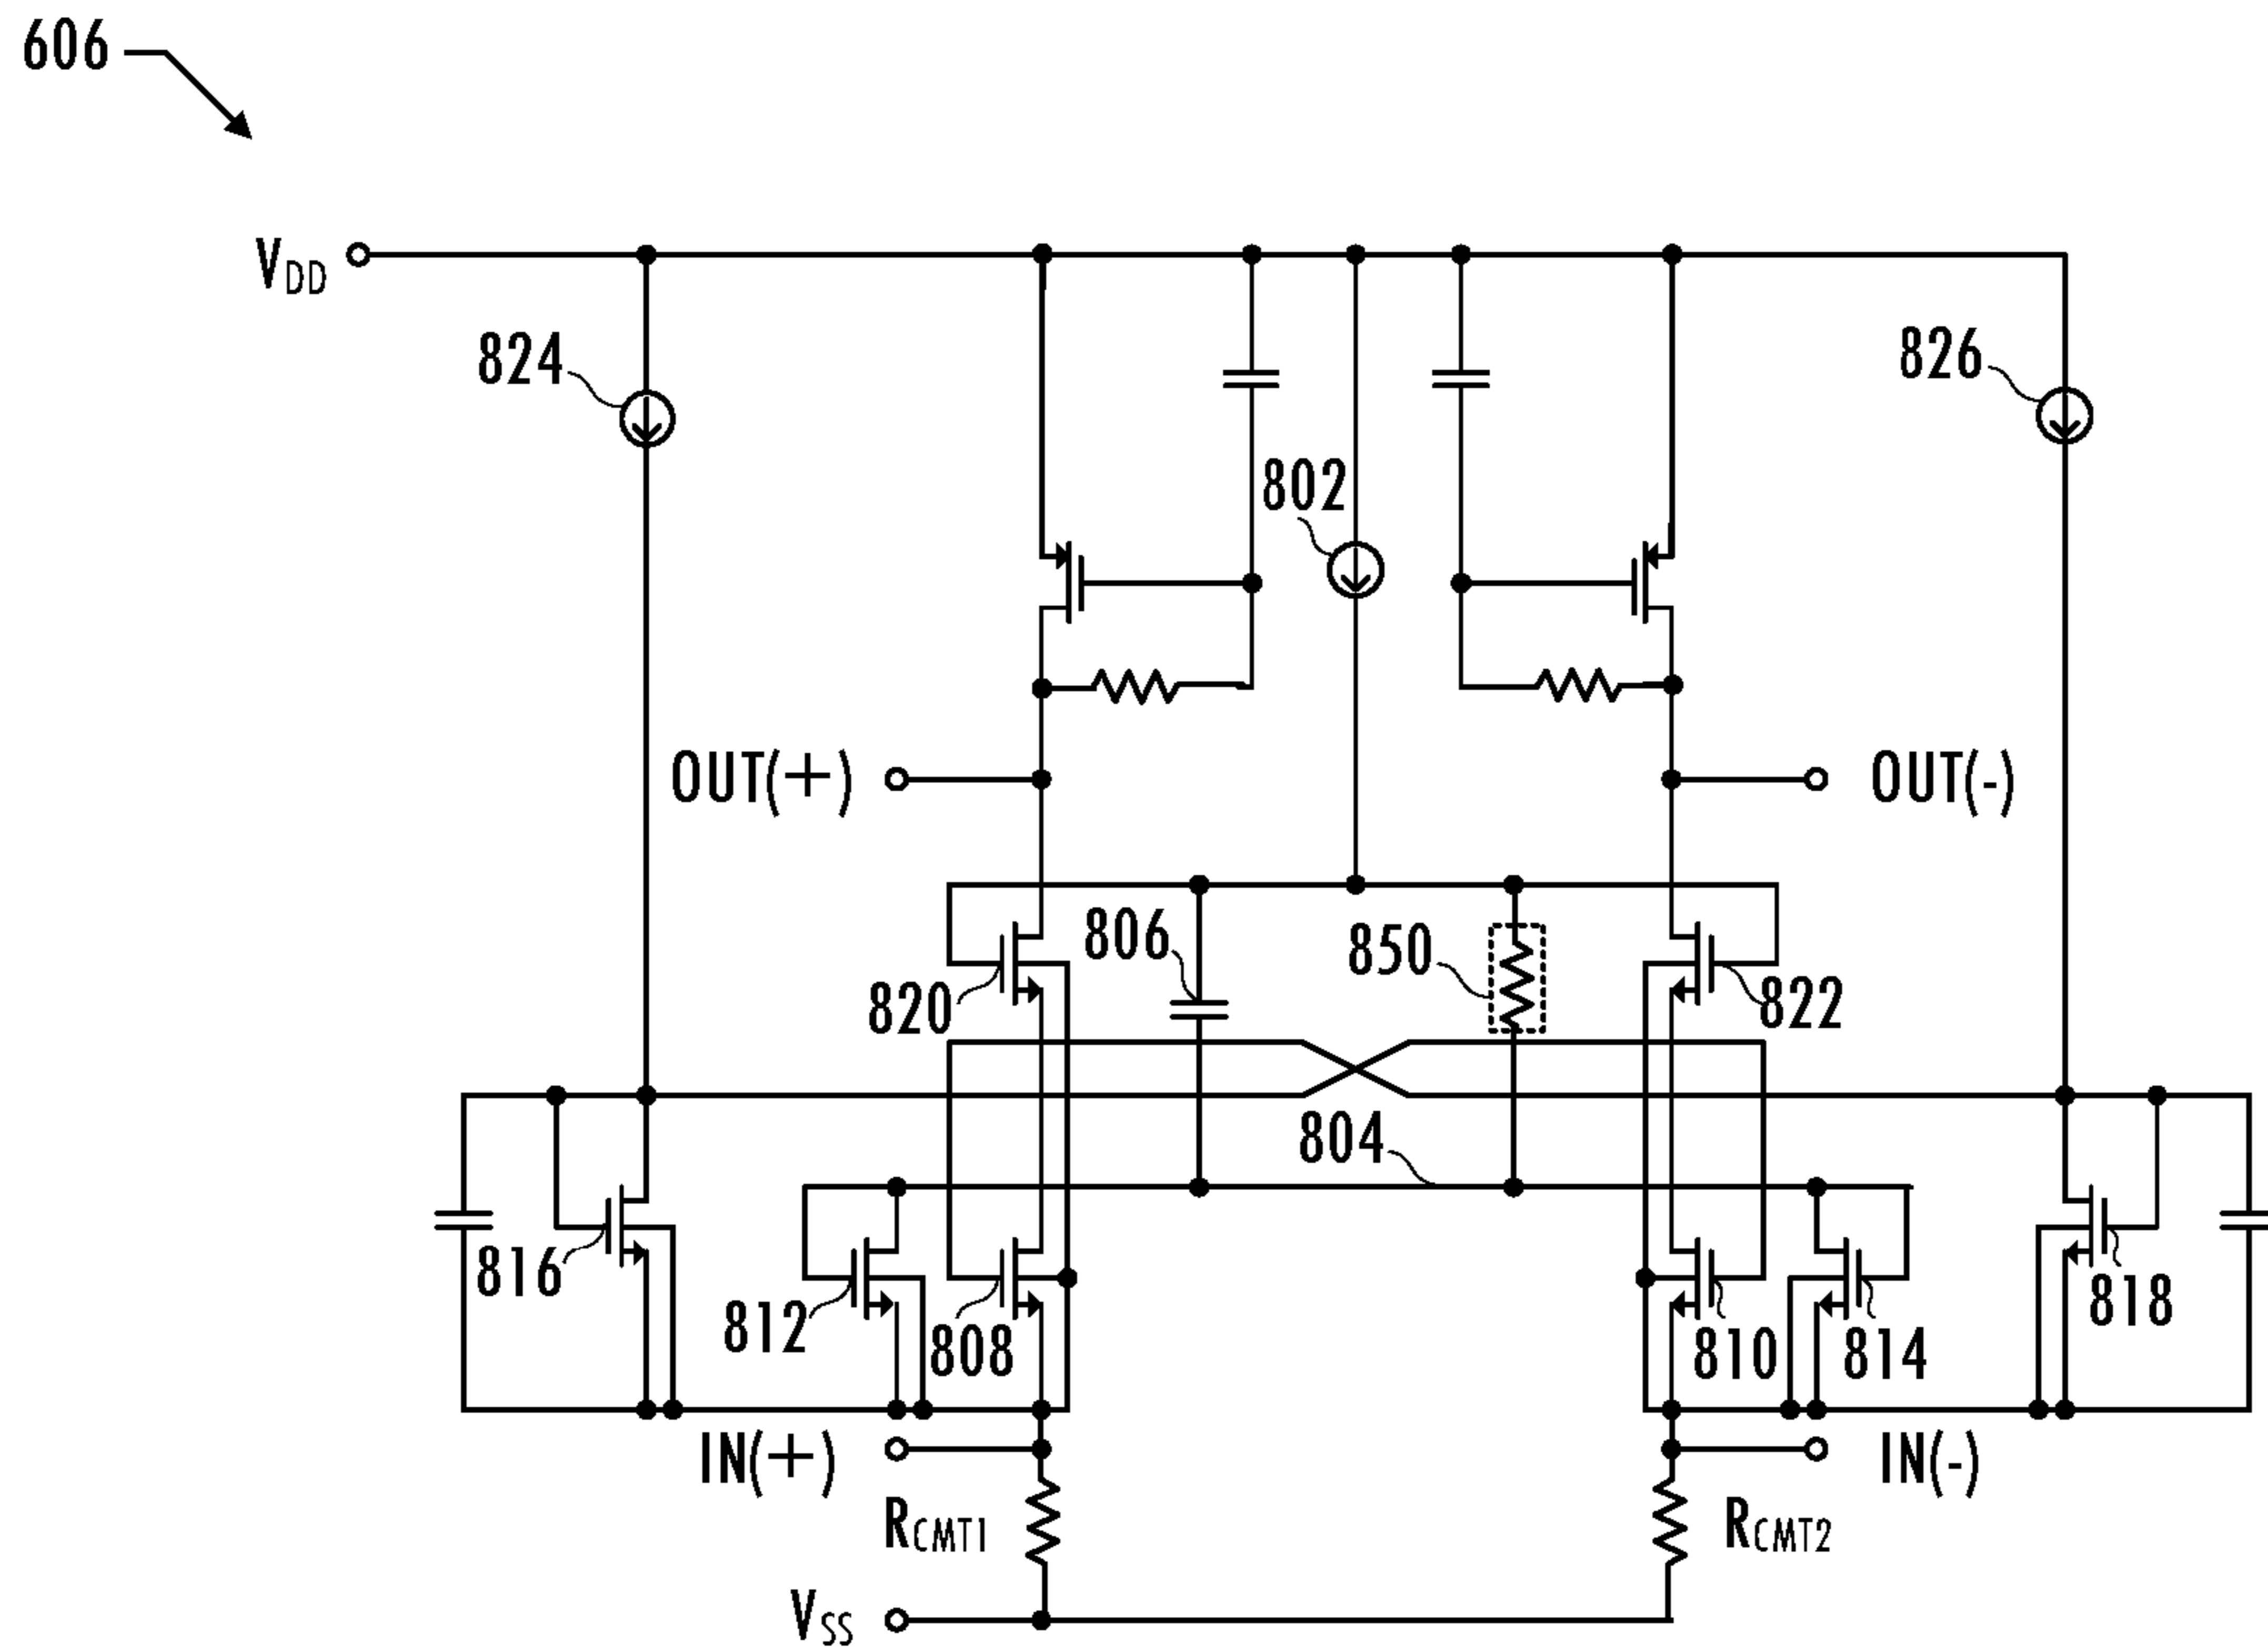 606
VDD
824
826
802
OUT(+)
OUT(-)
806
850
820
822
804
816
812
808
810
814
818
IN(+)
IN(-)
RCMT1
RCMT2
VSS